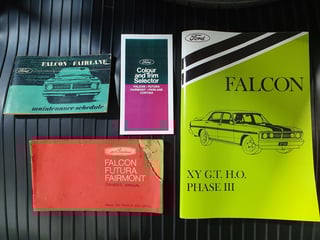 Ford
FALCON · FAIRLANE
maintenance schedule
Ford
Colour and Trim
Selector
FALCON · FUTURA
FAIRMONT · FAIRLANE
CORTINA
Ford
FALCON
XY G.T. H.O.
PHASE III
FALCON
FUTURA
FAIRMONT
OWNER'S MANUAL